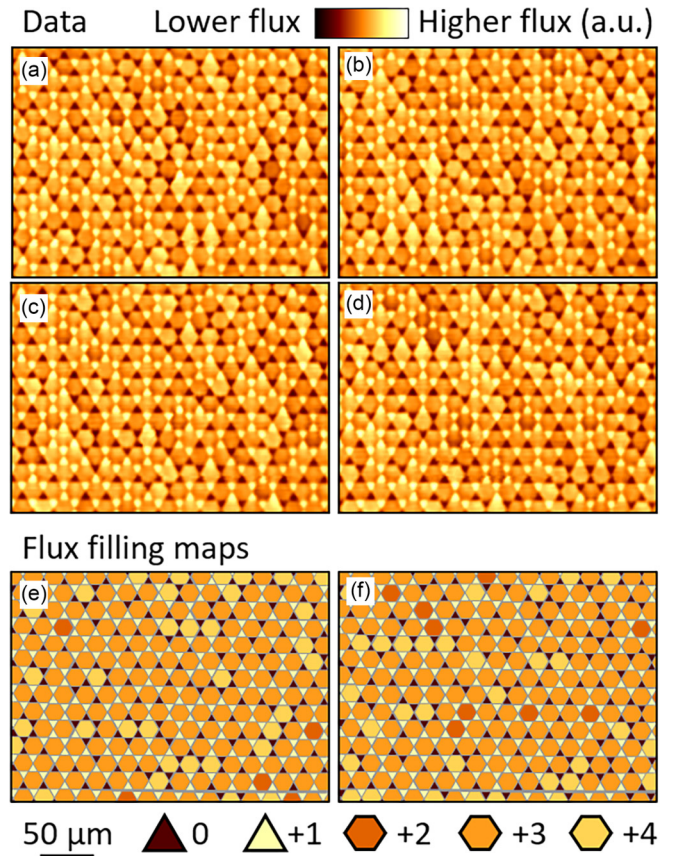 Data Lower flux Higher flux (a.u.)
(a) (b)
(c) (d)
Flux filling maps
(e) (f)
50 μm 0 +1 +2 +3 +4